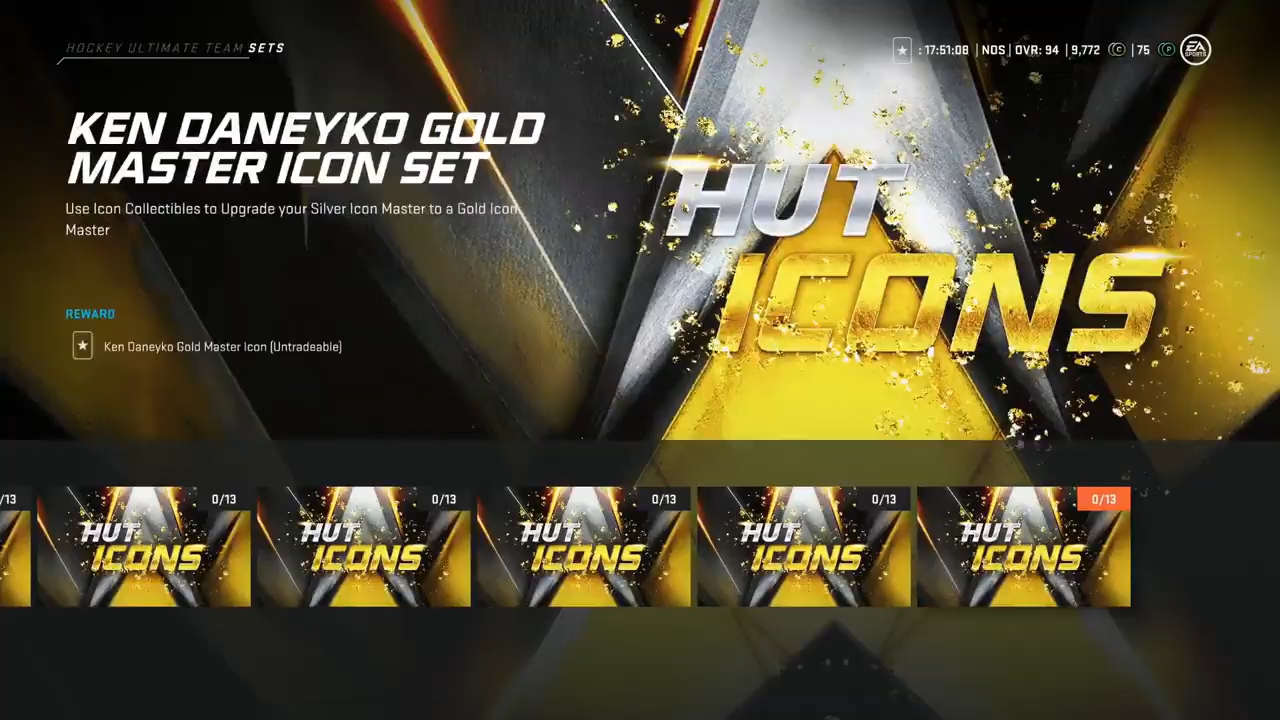 HOCKEY ULTIMATE TEAM SETS
: 17:51:08 | NOS | OVR: 94 | 9,772 C | 75 P
EA SPORTS
KEN DANEYKO GOLD
MASTER ICON SET
Use Icon Collectibles to Upgrade your Silver Icon Master to a Gold Icon
Master
HUT
ICONS
REWARD
Ken Daneyko Gold Master Icon (Untradeable)
/13
0/13
HUT
ICONS
0/13
HUT
ICONS
0/13
HUT
ICONS
0/13
HUT
ICONS
0/13
HUT
ICONS